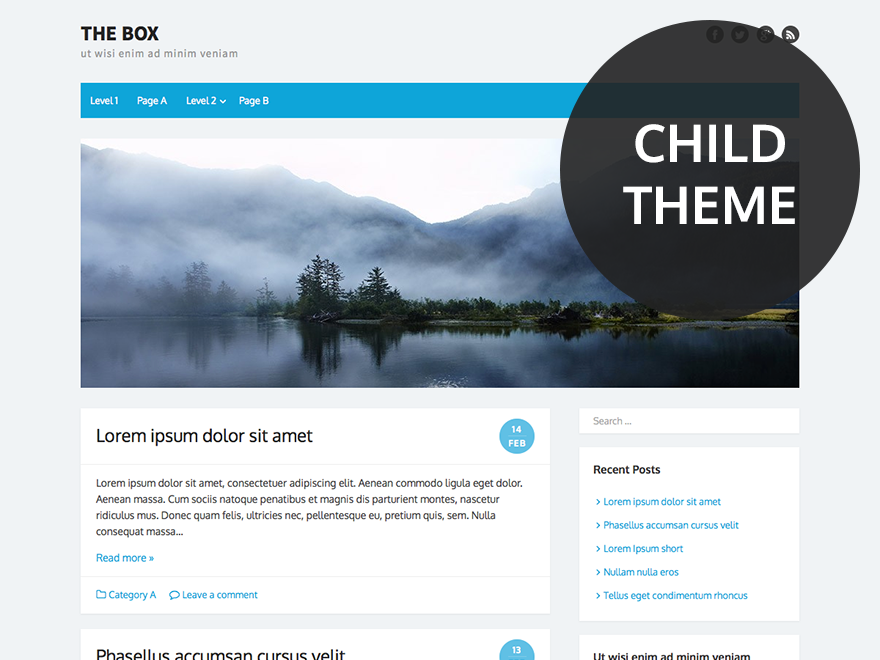 THE BOX
ut wisi enim ad minim veniam
Level 1 Page A Level 2 Page B
CHILD
THEME
Lorem ipsum dolor sit amet
14
FEB
Lorem ipsum dolor sit amet, consectetuer adipiscing elit. Aenean commodo ligula eget dolor.
Aenean massa. Cum sociis natoque penatibus et magnis dis parturient montes, nascetur
ridiculus mus. Donec quam felis, ultricies nec, pellentesque eu, pretium quis, sem. Nulla
consequat massa...
Read more »
Category A Leave a comment
Phasellus accumsan cursus velit
13
Search ...
Recent Posts
Lorem ipsum dolor sit amet
Phasellus accumsan cursus velit
Lorem Ipsum short
Nullam nulla eros
Tellus eget condimentum rhoncus
Ut wisi enim ad minim veniam